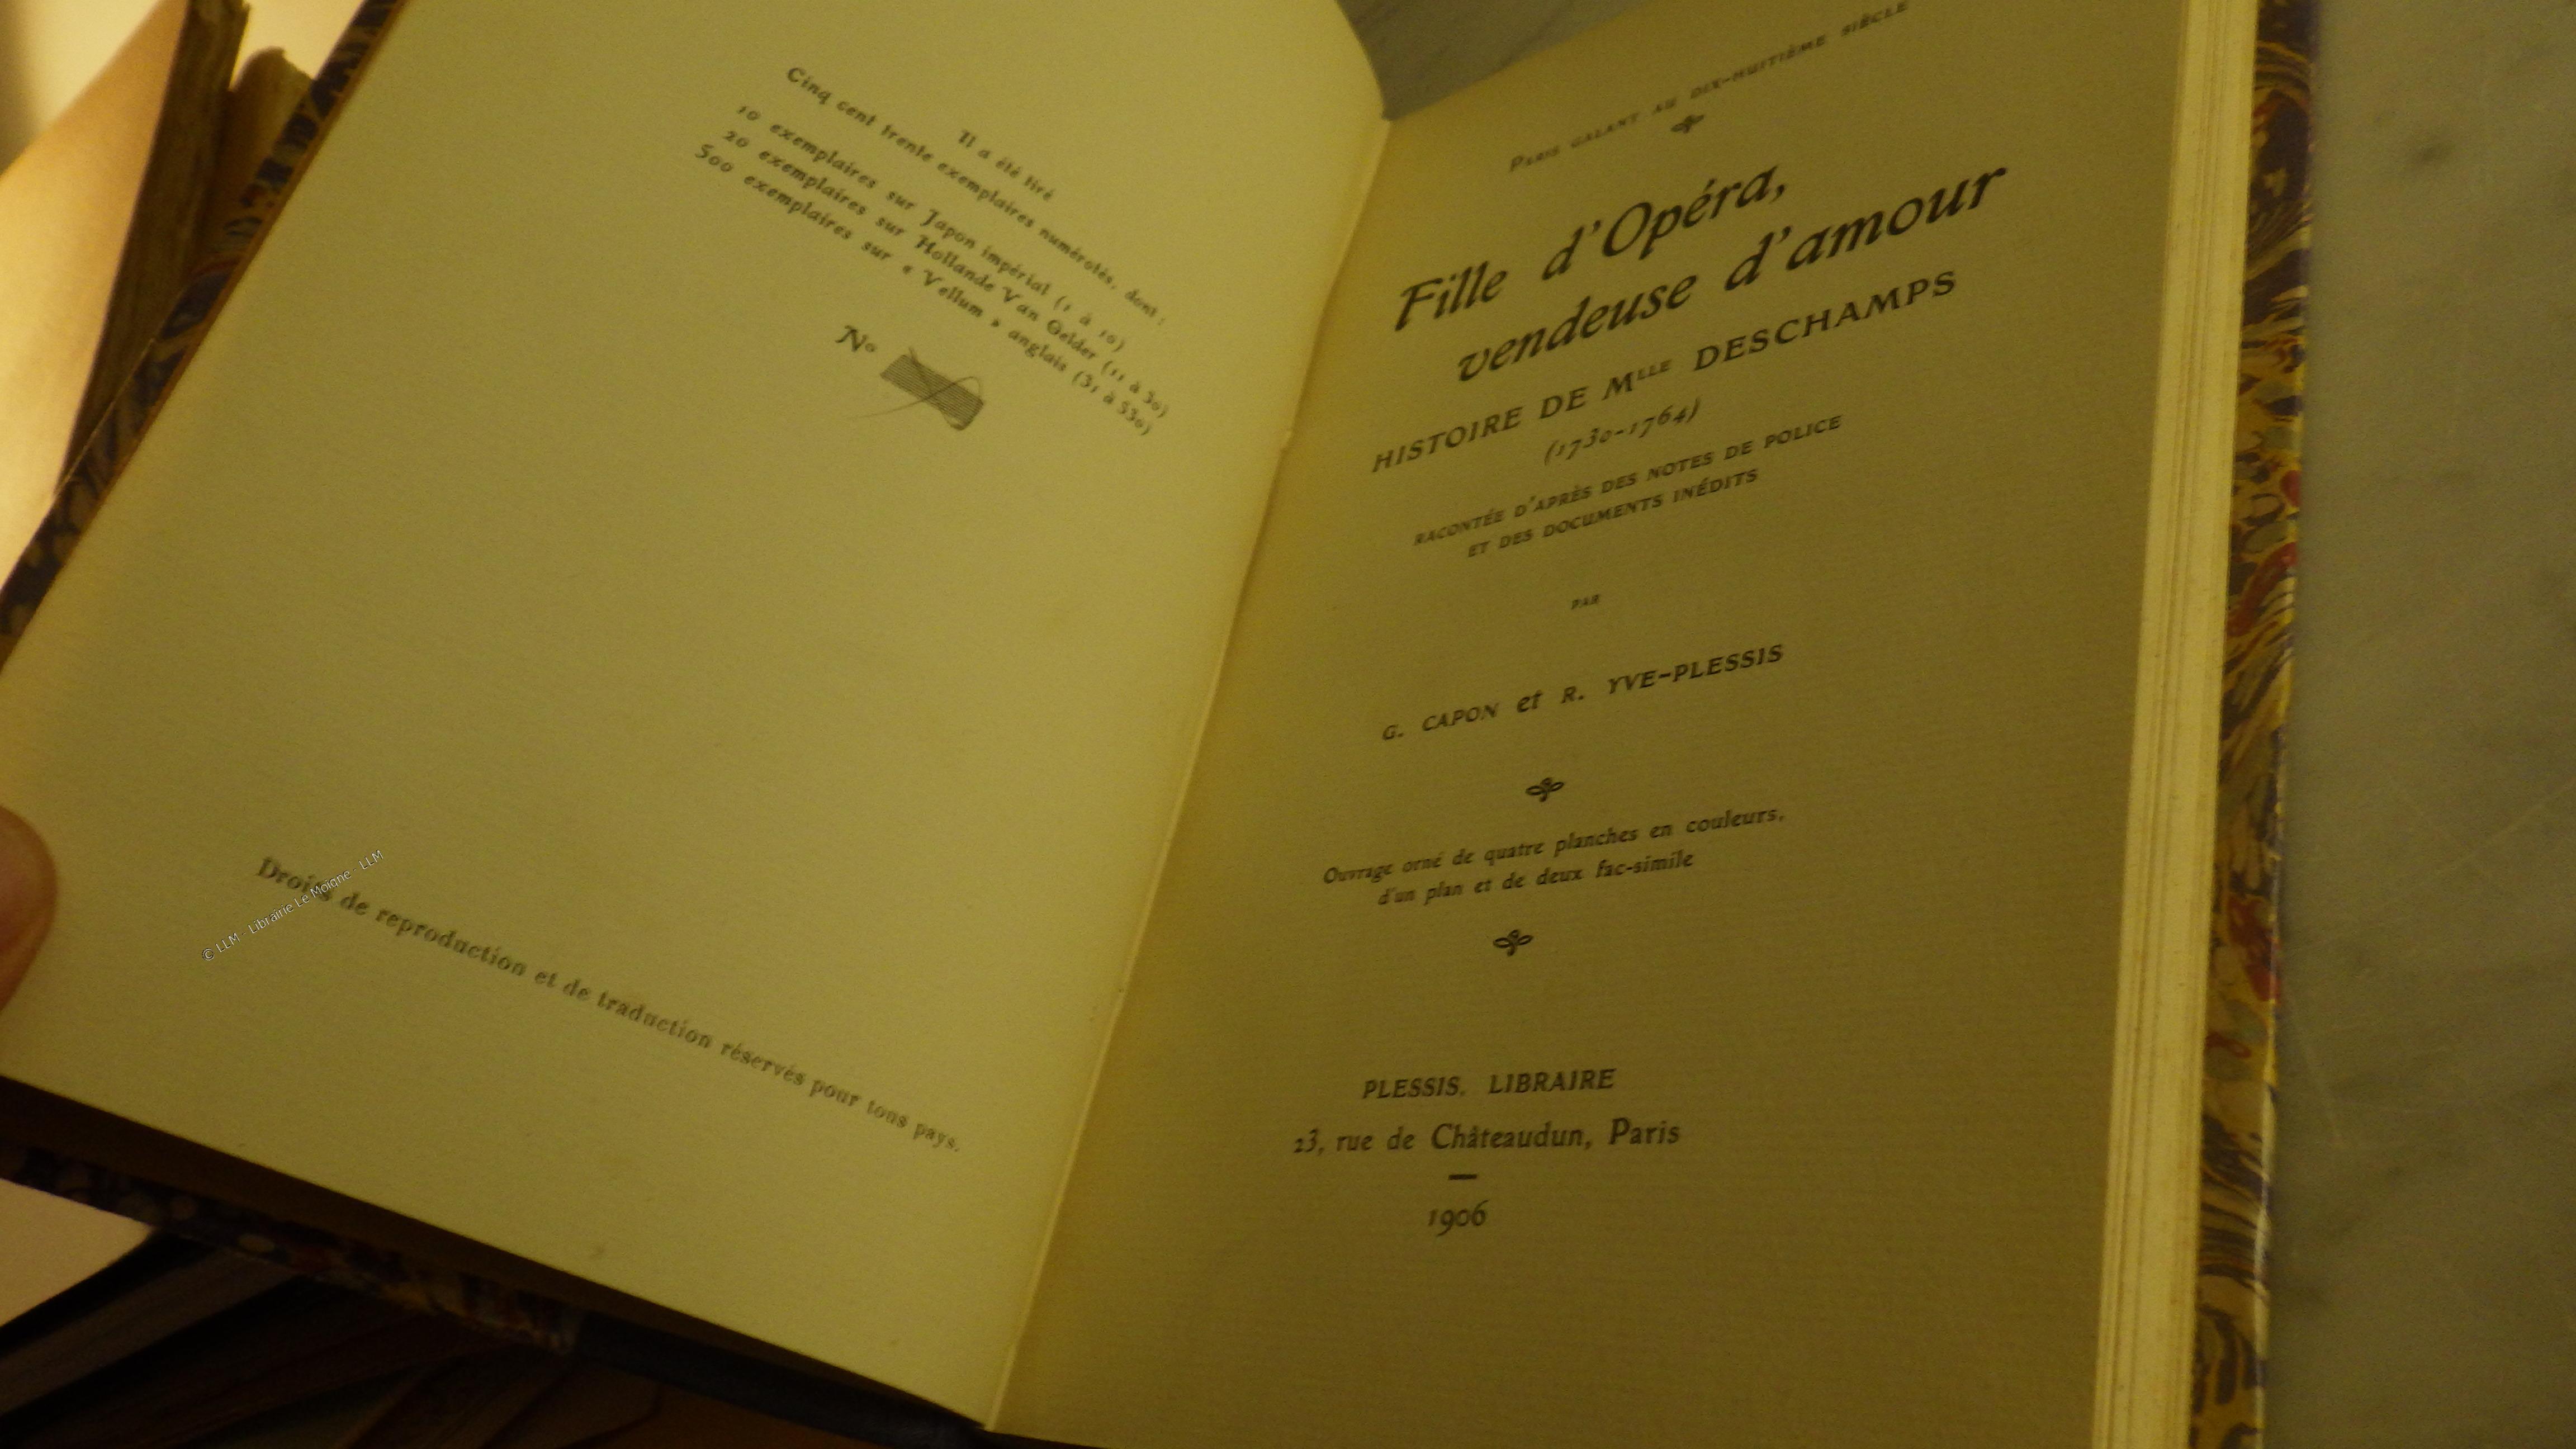 Il a été tiré
Cinq cent trente exemplaires numérotés, dont :
10 exemplaires sur Japon impérial (1 à 10)
20 exemplaires sur Hollande Van Gelder (11 à 30)
500 exemplaires sur « Vellum » anglais (31 à 530)
Nº
Droits de reproduction et de traduction réservés pour tous pays.
© LLM - Librairie Le Moigne - LLM
PARIS GALANT AU DIX-HUITIÈME SIÈCLE
Fille d'Opéra,
vendeuse d'amour
HISTOIRE DE MLLE DESCHAMPS
(1730-1764)
RACONTÉE D'APRÈS DES NOTES DE POLICE
ET DES DOCUMENTS INÉDITS
PAR
G. CAPON et R. YVE-PLESSIS
Ouvrage orné de quatre planches en couleurs,
d'un plan et de deux fac-simile
PLESSIS, LIBRAIRE
23, rue de Châteaudun, Paris
1906